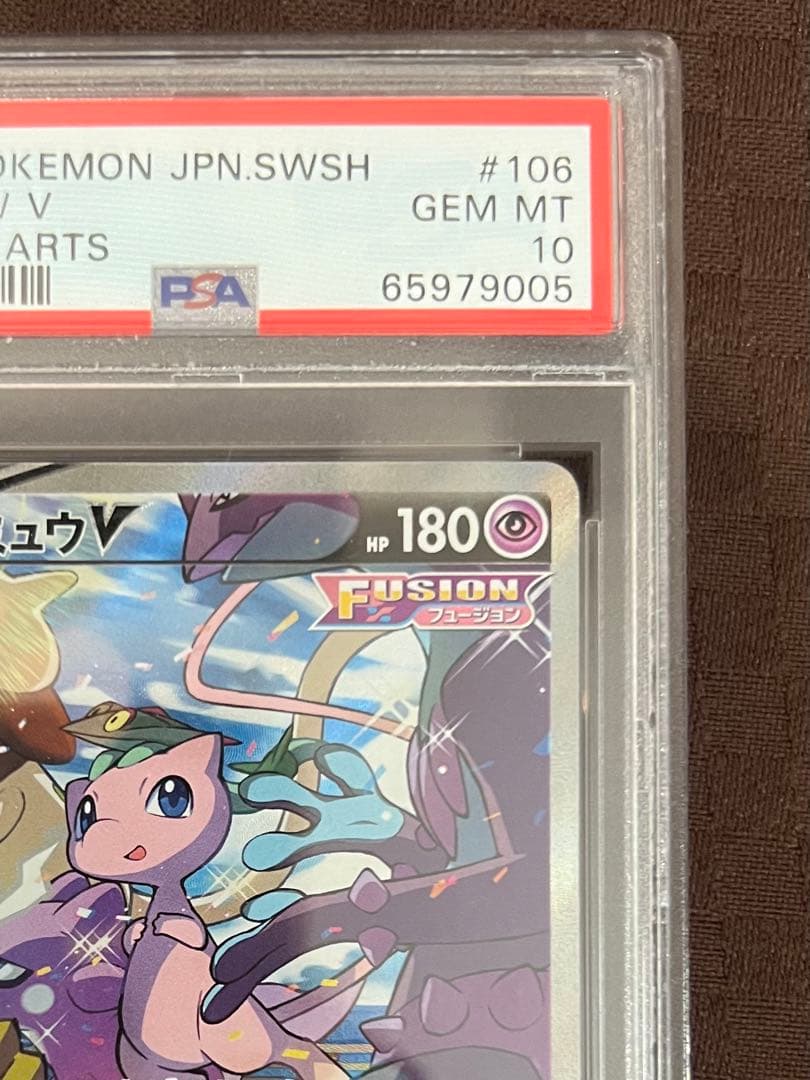 OKEMON JPN.SWSH #106
V GEM MT
ARTS 10
PSA 65979005
ミュウV HP 180
FUSION
フュージョン